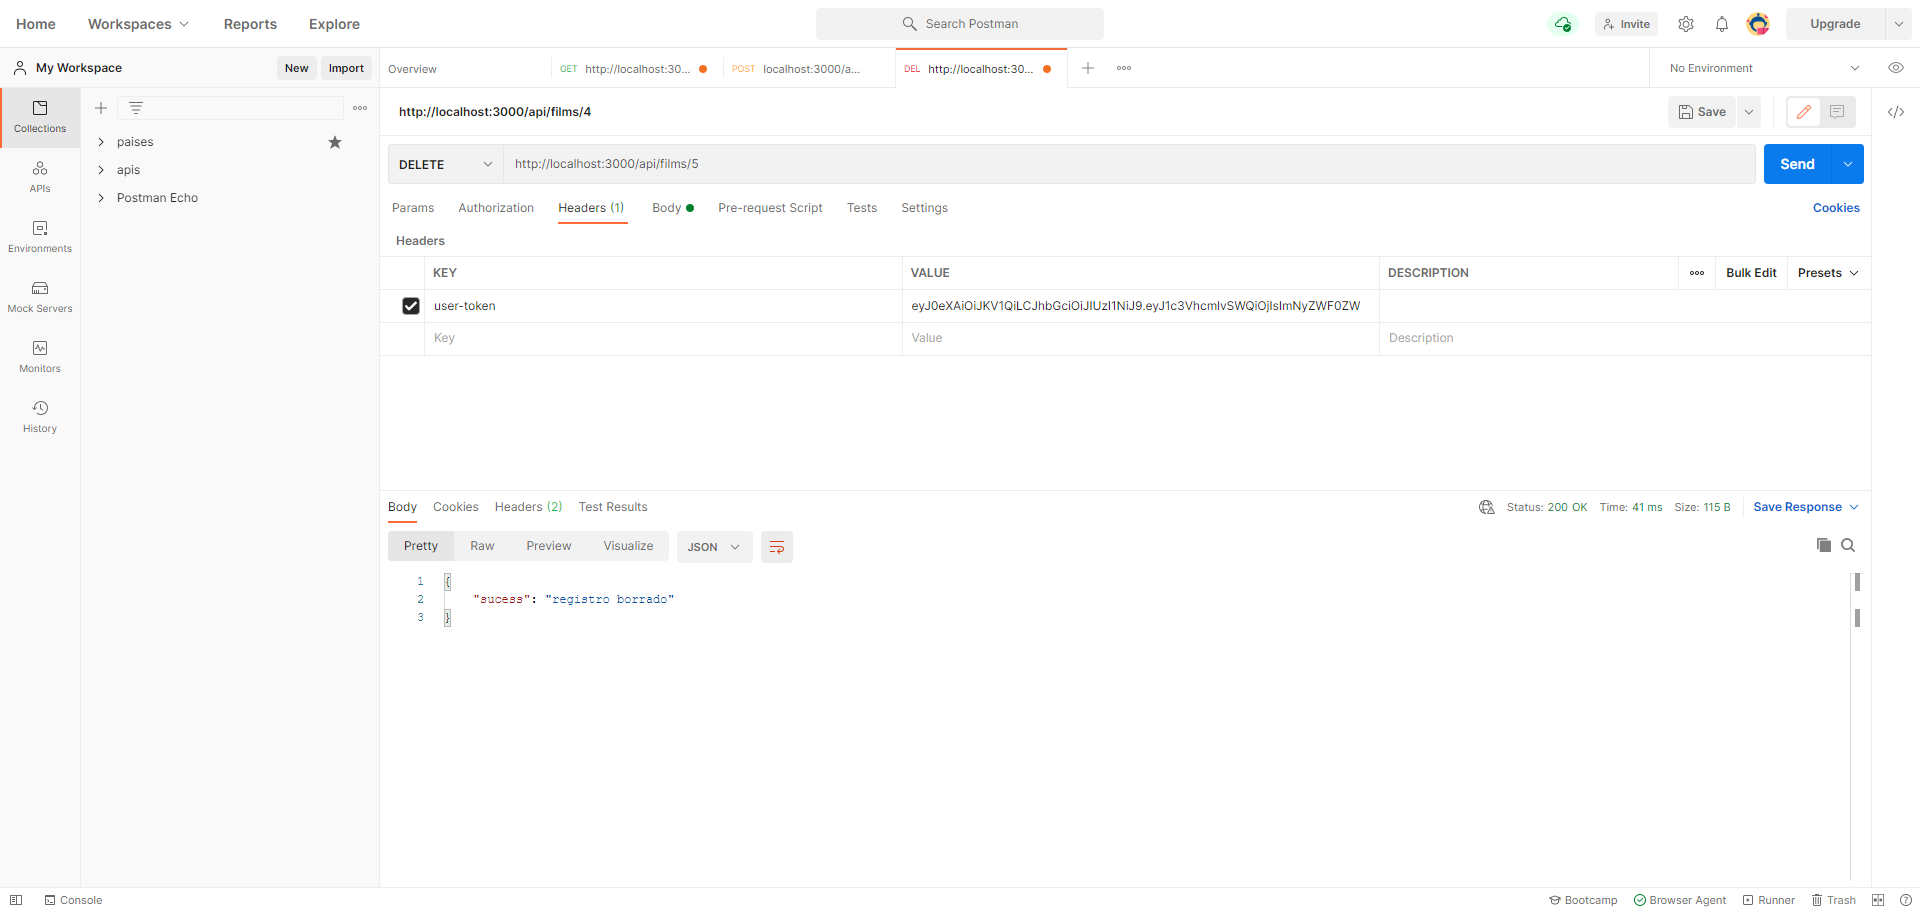 Home
Workspaces
Reports
Explore
Search Postman
Invite
Upgrade
My Workspace
New
Import
Overview
GET http://localhost:30...
POST localhost:3000/a...
DEL http://localhost:30...
No Environment
Collections
APIs
Environments
Mock Servers
Monitors
History
paises
apis
Postman Echo
http://localhost:3000/api/films/4
Save
DELETE
http://localhost:3000/api/films/5
Send
Params
Authorization
Headers (1)
Body
Pre-request Script
Tests
Settings
Cookies
Headers
KEY
VALUE
DESCRIPTION
Bulk Edit
Presets
user-token
eyJ0eXAiOiJKV1QiLCJhbGciOiJIUzI1NiJ9.eyJ1c3VhcmlvSWQiOjIsImNyZWF0ZW
Key
Value
Description
Body
Cookies
Headers (2)
Test Results
Status: 200 OK
Time: 41 ms
Size: 115 B
Save Response
Pretty
Raw
Preview
Visualize
JSON
1 {
2 "sucess": "registro borrado"
3 }
Console
Bootcamp
Browser Agent
Runner
Trash